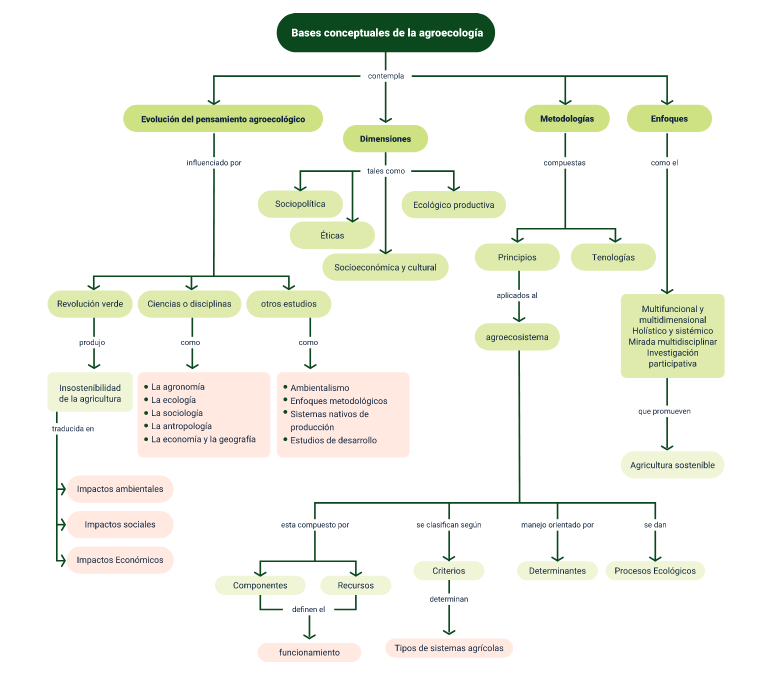 Bases conceptuales de la agroecología
contempla
Evolución del pensamiento agroecológico
Dimensiones
Metodologías
Enfoques
influenciado por
tales como
compuestas
como el
Sociopolítica
Ecológico productiva
Éticas
Socioeconómica y cultural
Principios
Tenologías
aplicados al
agroecosistema
Revolución verde
Ciencias o disciplinas
otros estudios
produjo
como
como
Insostenibilidad
de la agricultura
La agronomía
La ecología
La sociología
La antropología
La economía y la geografía
Ambientalismo
Enfoques metodológicos
Sistemas nativos de
producción
Estudios de desarrollo
Multifuncional y
multidimensional
Holístico y sistémico
Mirada multidisciplinar
Investigación
participativa
que promueven
Agricultura sostenible
traducida en
Impactos ambientales
Impactos sociales
Impactos Económicos
esta compuesto por
se clasifican según
manejo orientado por
se dan
Componentes
Recursos
Criterios
Determinantes
Procesos Ecológicos
definen el
determinan
funcionamiento
Tipos de sistemas agrícolas